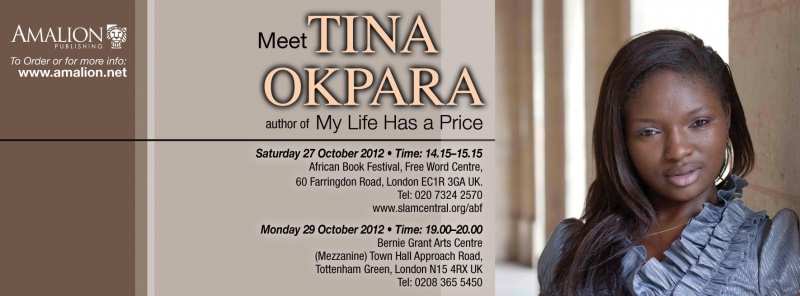 AMALION
PUBLISHING
To Order or for more info:
www.amalion.net
Meet TINA
OKPARA
author of My Life Has a Price
Saturday 27 October 2012 • Time: 14.15–15.15
African Book Festival, Free Word Centre,
60 Farringdon Road, London EC1R 3GA UK.
Tel: 020 7324 2570
www.slamcentral.org/abf
Monday 29 October 2012 • Time: 19.00–20.00
Bernie Grant Arts Centre
(Mezzanine) Town Hall Approach Road,
Tottenham Green, London N15 4RX UK
Tel: 0208 365 5450